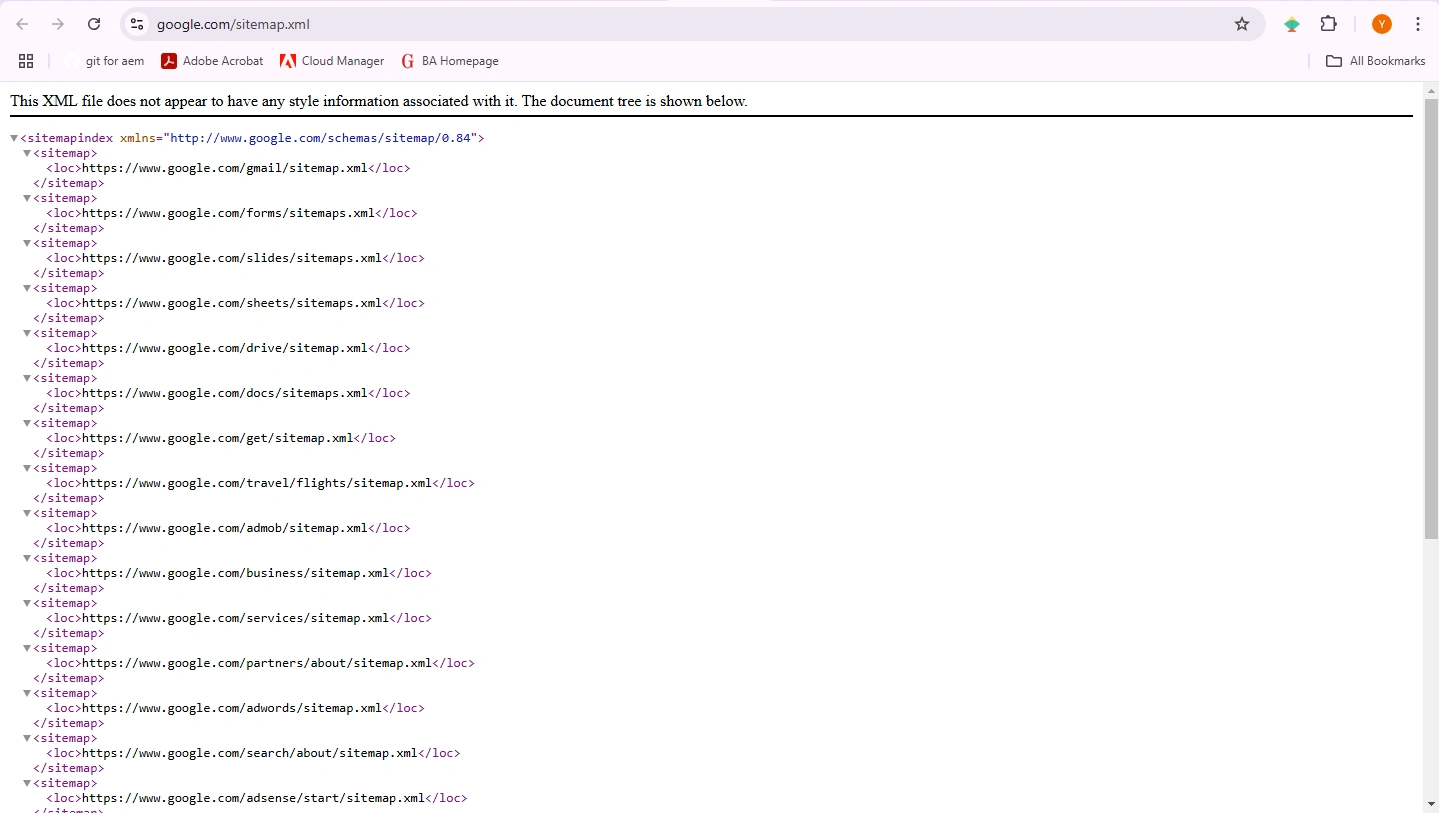 google.com/sitemap.xml
Y
git for aem
Adobe Acrobat
Cloud Manager
G BA Homepage
All Bookmarks
This XML file does not appear to have any style information associated with it. The document tree is shown below.
<sitemapindex xmlns="http://www.google.com/schemas/sitemap/0.84">
<sitemap>
<loc>https://www.google.com/gmail/sitemap.xml</loc>
</sitemap>
<sitemap>
<loc>https://www.google.com/forms/sitemaps.xml</loc>
</sitemap>
<sitemap>
<loc>https://www.google.com/slides/sitemaps.xml</loc>
</sitemap>
<sitemap>
<loc>https://www.google.com/sheets/sitemaps.xml</loc>
</sitemap>
<sitemap>
<loc>https://www.google.com/drive/sitemap.xml</loc>
</sitemap>
<sitemap>
<loc>https://www.google.com/docs/sitemaps.xml</loc>
</sitemap>
<sitemap>
<loc>https://www.google.com/get/sitemap.xml</loc>
</sitemap>
<sitemap>
<loc>https://www.google.com/travel/flights/sitemap.xml</loc>
</sitemap>
<sitemap>
<loc>https://www.google.com/admob/sitemap.xml</loc>
</sitemap>
<sitemap>
<loc>https://www.google.com/business/sitemap.xml</loc>
</sitemap>
<sitemap>
<loc>https://www.google.com/services/sitemap.xml</loc>
</sitemap>
<sitemap>
<loc>https://www.google.com/partners/about/sitemap.xml</loc>
</sitemap>
<sitemap>
<loc>https://www.google.com/adwords/sitemap.xml</loc>
</sitemap>
<sitemap>
<loc>https://www.google.com/search/about/sitemap.xml</loc>
</sitemap>
<sitemap>
<loc>https://www.google.com/adsense/start/sitemap.xml</loc>
</sitemap>